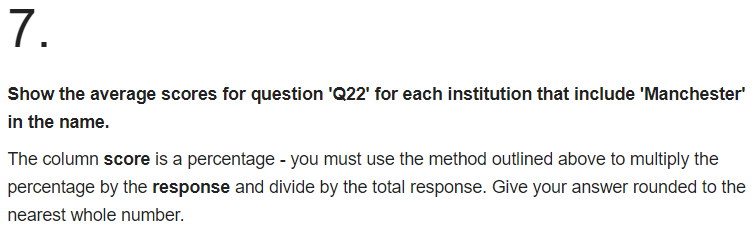 7.
Show the average scores for question 'Q22' for each institution that include 'Manchester'
in the name.
The column score is a percentage - you must use the method outlined above to multiply the
percentage by the response and divide by the total response. Give your answer rounded to the
nearest whole number.